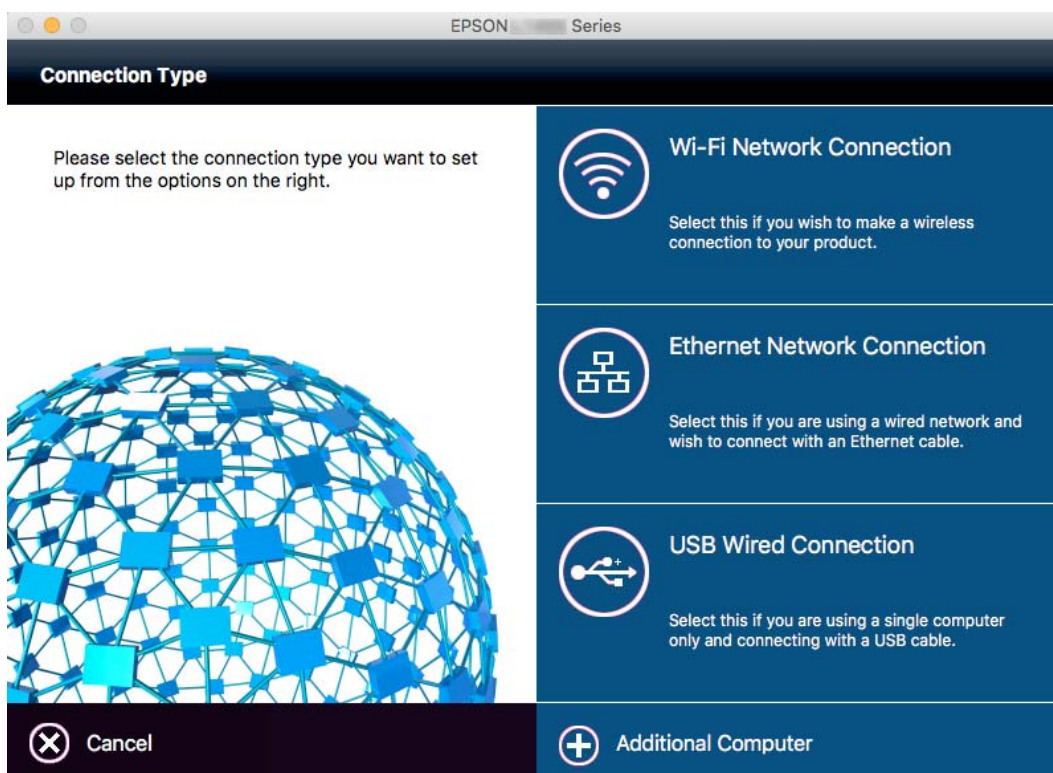 EPSON Series
Connection Type
Please select the connection type you want to set
up from the options on the right.
Wi-Fi Network Connection
Select this if you wish to make a wireless
connection to your product.
Ethernet Network Connection
Select this if you are using a wired network and
wish to connect with an Ethernet cable.
USB Wired Connection
Select this if you are using a single computer
only and connecting with a USB cable.
Cancel
Additional Computer